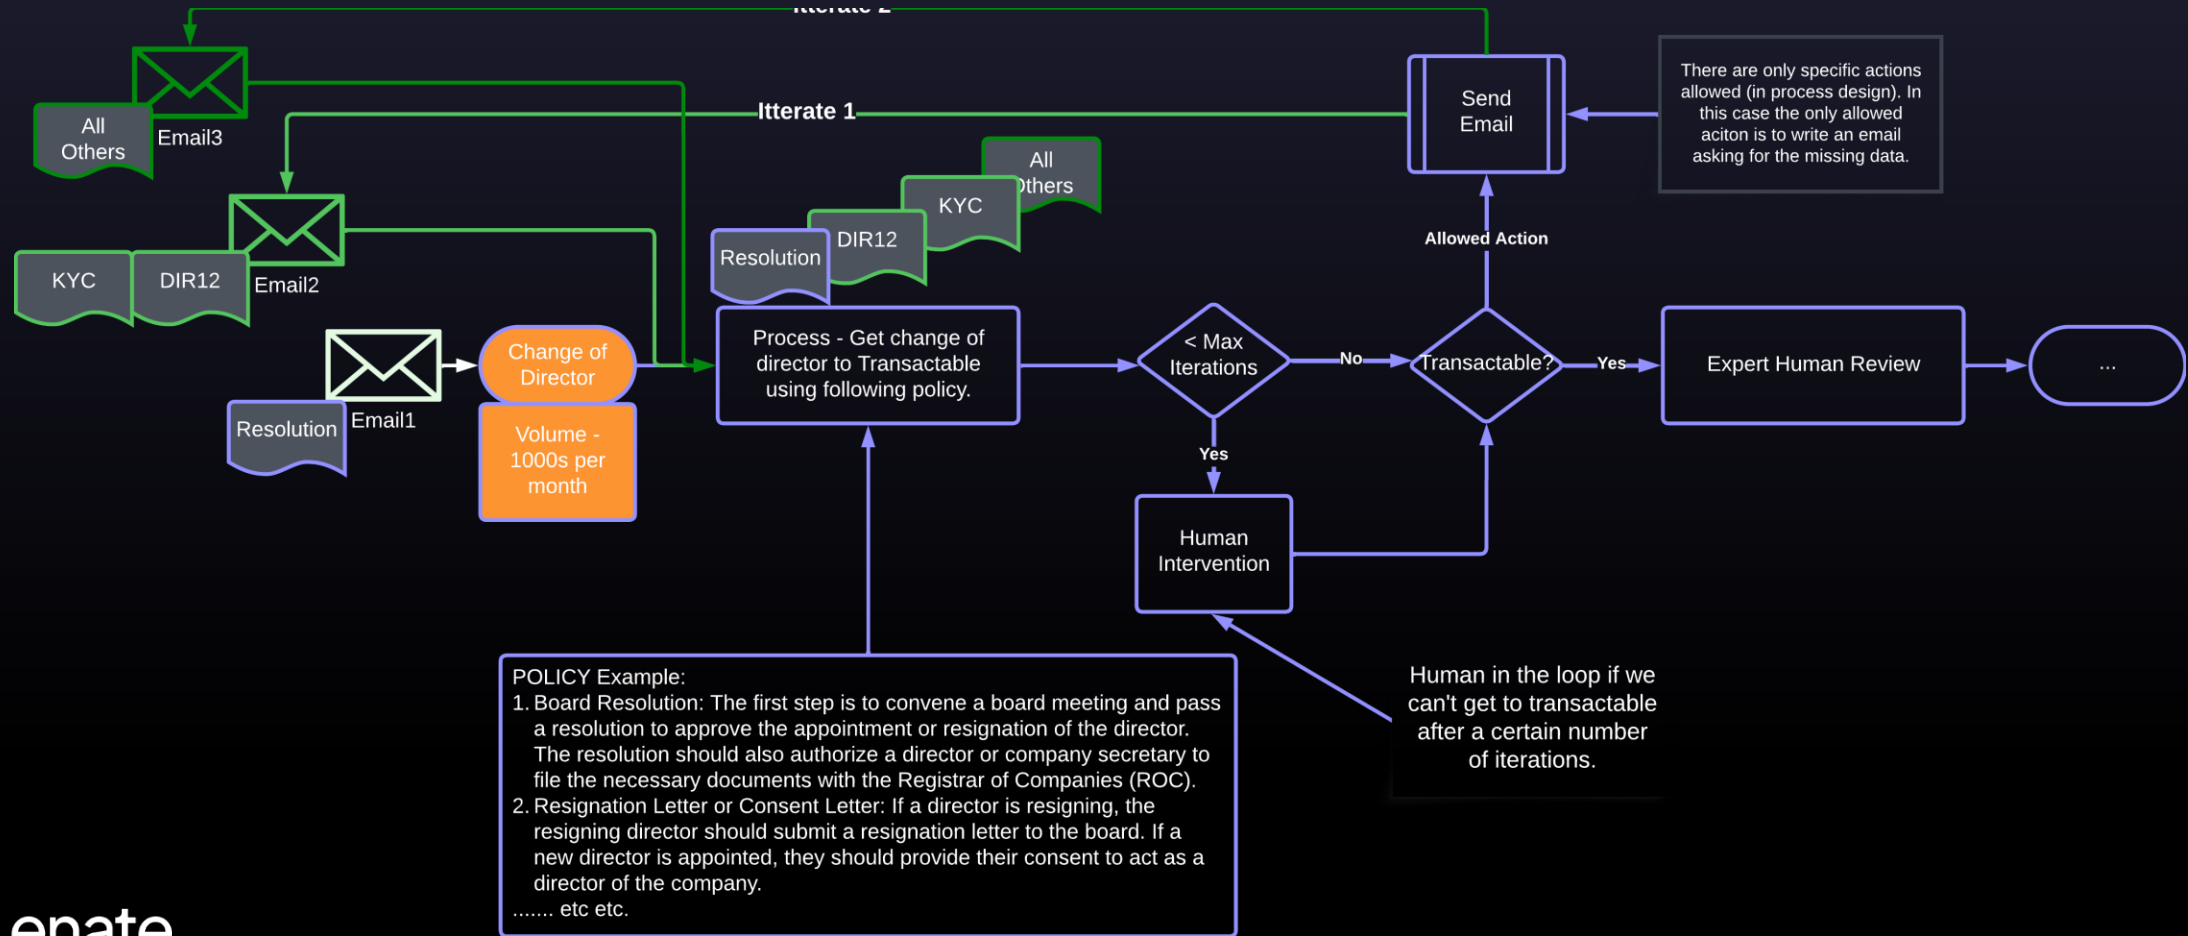 Itterate 2
Send
Email
There are only specific actions
allowed (in process design). In
this case the only allowed
aciton is to write an email
asking for the missing data.
All
Others
Email3
Itterate 1
All
Others
KYC
DIR12
Resolution
Allowed Action
KYC
DIR12
Email2
Change of
Director
Process - Get change of
director to Transactable
using following policy.
< Max
Iterations
No
Transactable?
Yes
Expert Human Review
...
Resolution
Email1
Volume -
1000s per
month
Yes
Human
Intervention
POLICY Example:
1. Board Resolution: The first step is to convene a board meeting and pass
a resolution to approve the appointment or resignation of the director.
The resolution should also authorize a director or company secretary to
file the necessary documents with the Registrar of Companies (ROC).
2. Resignation Letter or Consent Letter: If a director is resigning, the
resigning director should submit a resignation letter to the board. If a
new director is appointed, they should provide their consent to act as a
director of the company.
....... etc etc.
Human in the loop if we
can't get to transactable
after a certain number
of iterations.
enate